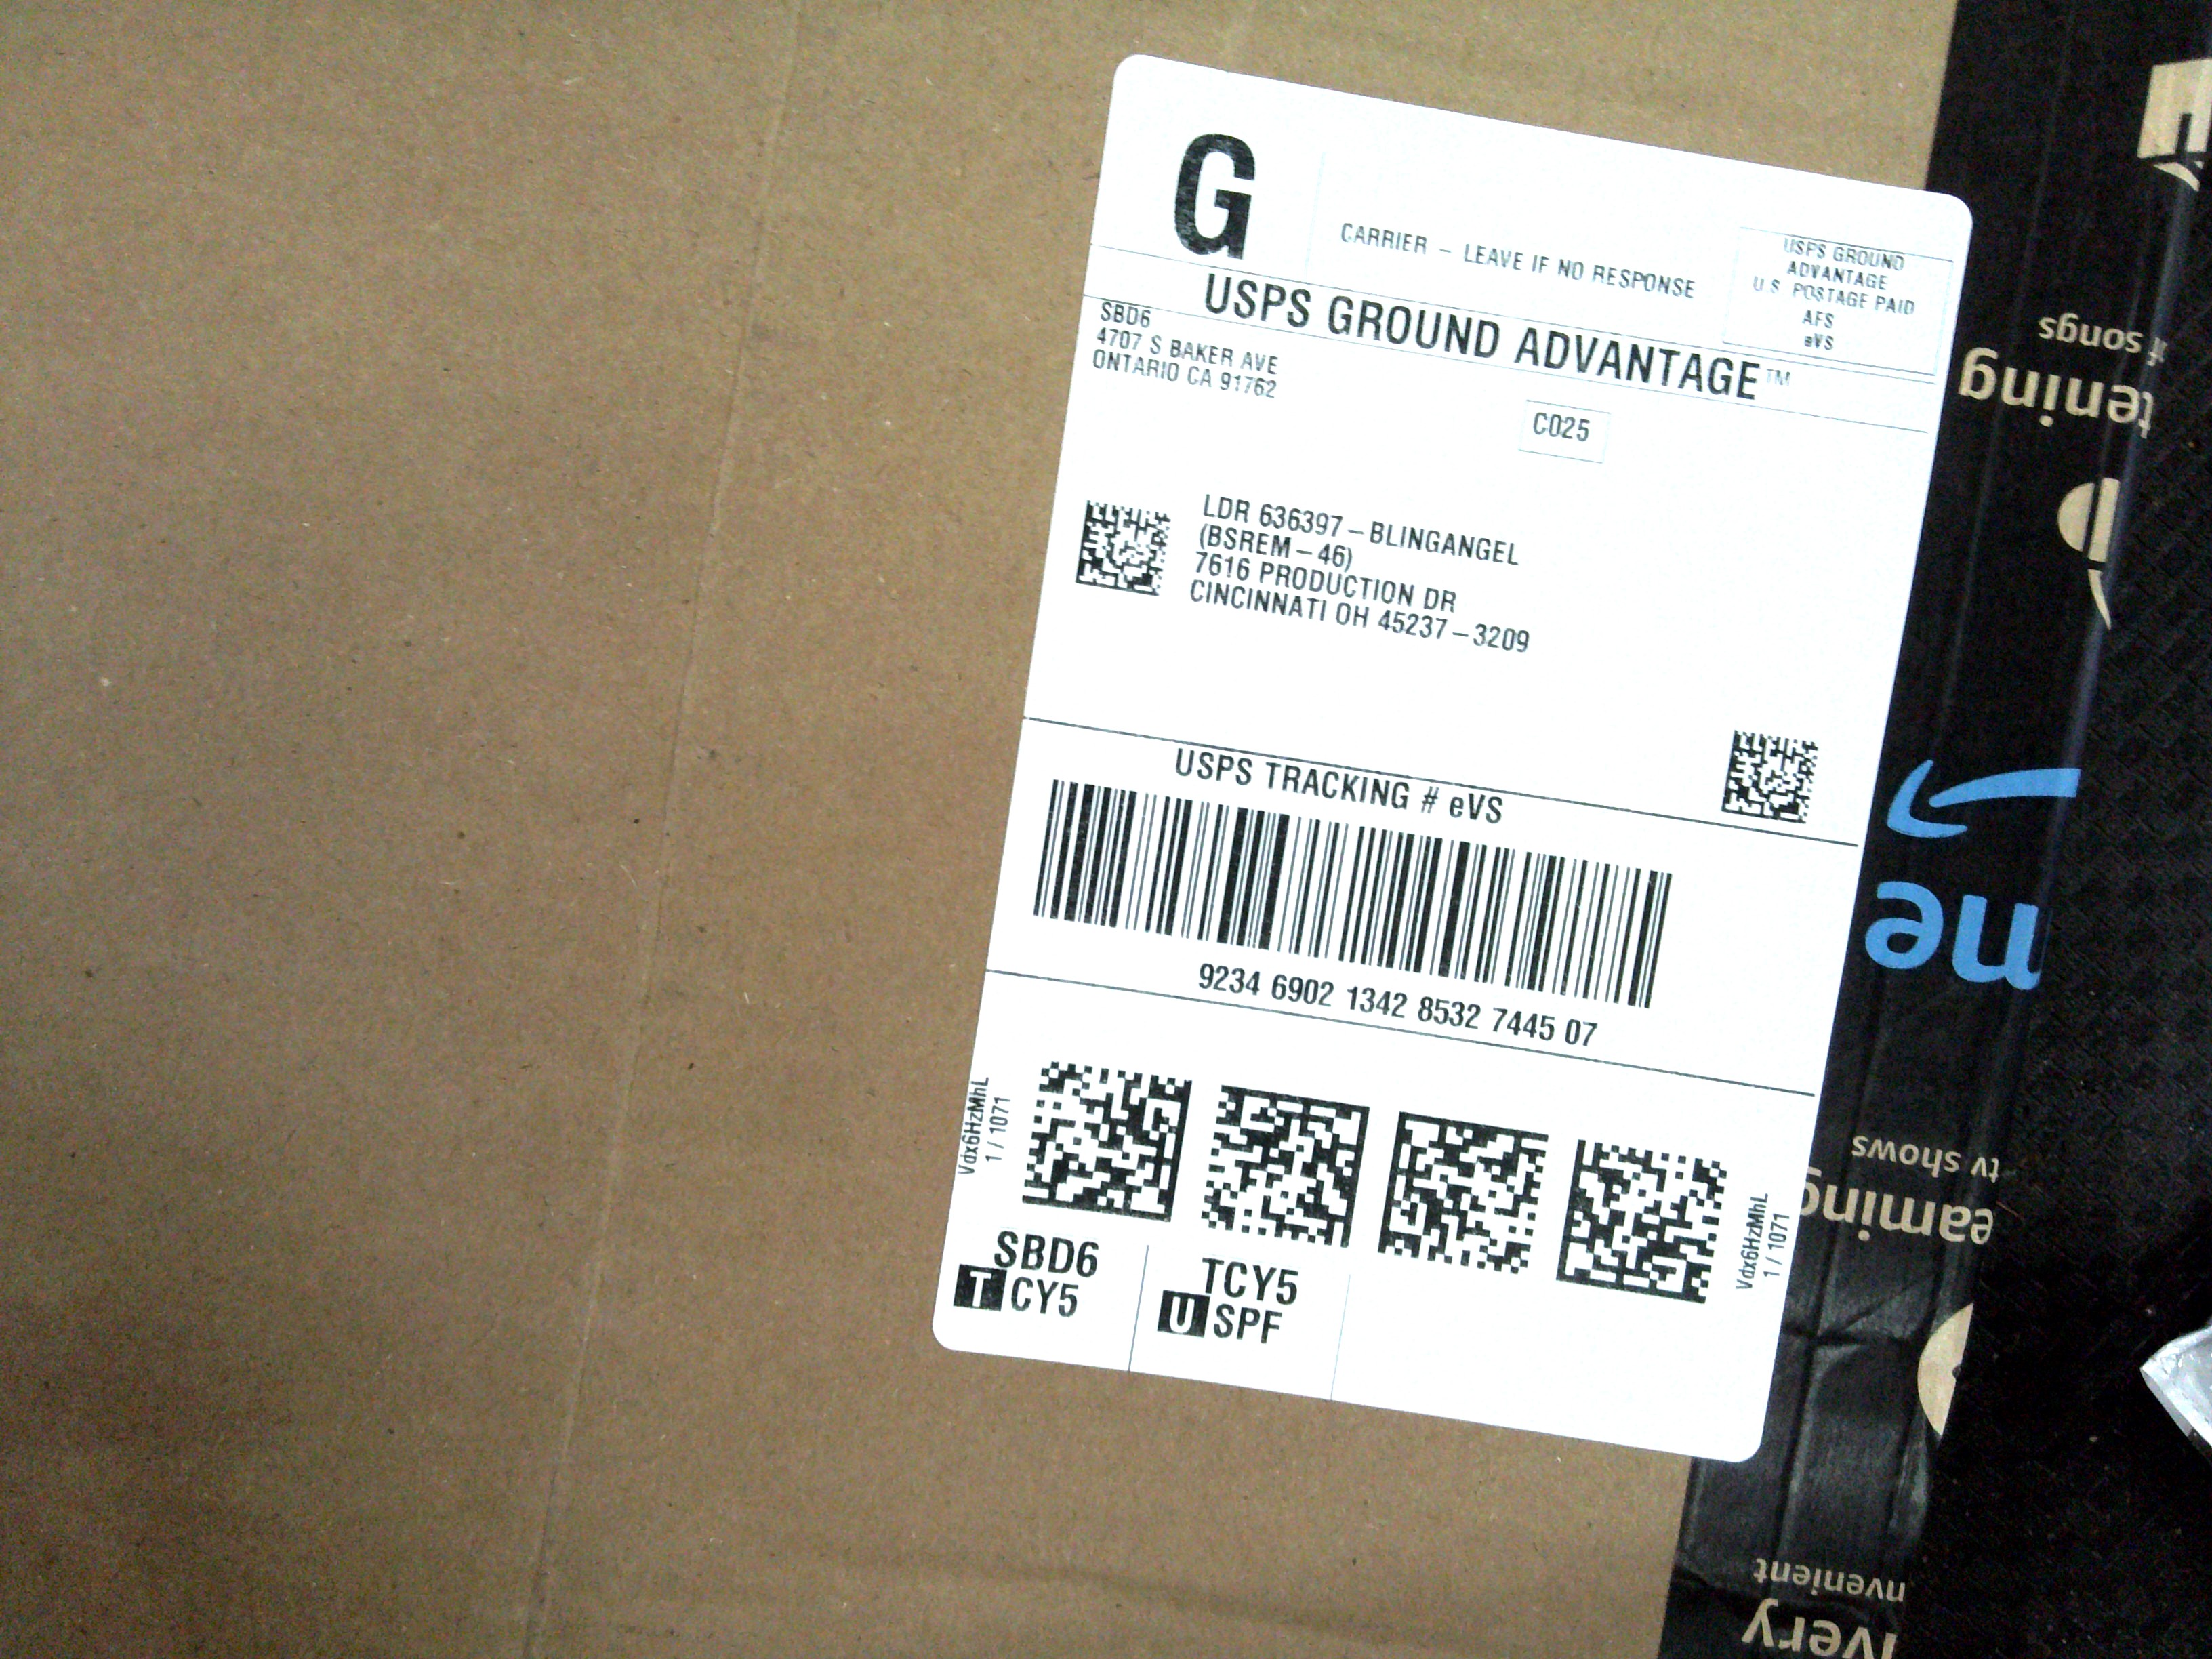 G
CARRIER – LEAVE IF NO RESPONSE
USPS GROUND
ADVANTAGE
U.S. POSTAGE PAID
AFS
eVS
USPS GROUND ADVANTAGE™
SBD6
4707 S BAKER AVE
ONTARIO CA 91762
C025
LDR 636397–BLINGANGEL
(BSREM–46)
7616 PRODUCTION DR
CINCINNATI OH 45237–3209
USPS TRACKING # eVS
9234 6902 1342 8532 7445 07
Vdx6HzMhL
1 / 1071
Vdx6HzMhL
1 / 1071
SBD6
TCY5
TCY5
USPF
tening
f songs
me
eaming
tv shows
very
nvenient